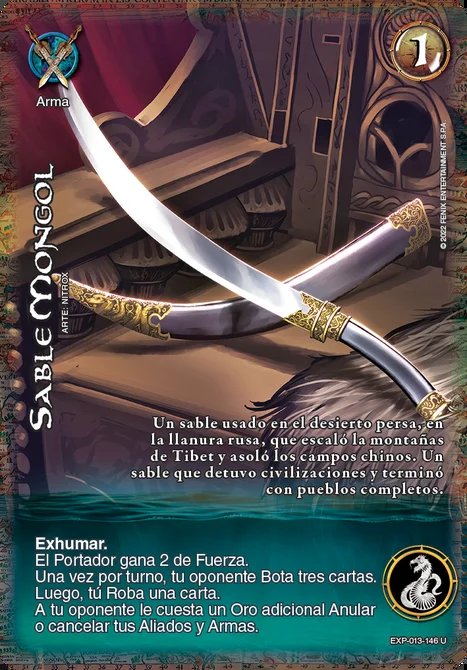 1
Arma
© 2022 FENIX ENTERTAINMENT S.PA
SABLE MONGOL
ARTE: NITROX
Un sable usado en el desierto persa, en
la llanura rusa, que escaló la montañas
de Tibet y asoló los campos chinos. Un
sable que detuvo civilizaciones y terminó
con pueblos completos.
Exhumar.
El Portador gana 2 de Fuerza.
Una vez por turno, tu oponente Bota tres cartas.
Luego, tú Roba una carta.
A tu oponente le cuesta un Oro adicional Anular
o cancelar tus Aliados y Armas.
EXP-013-146 U